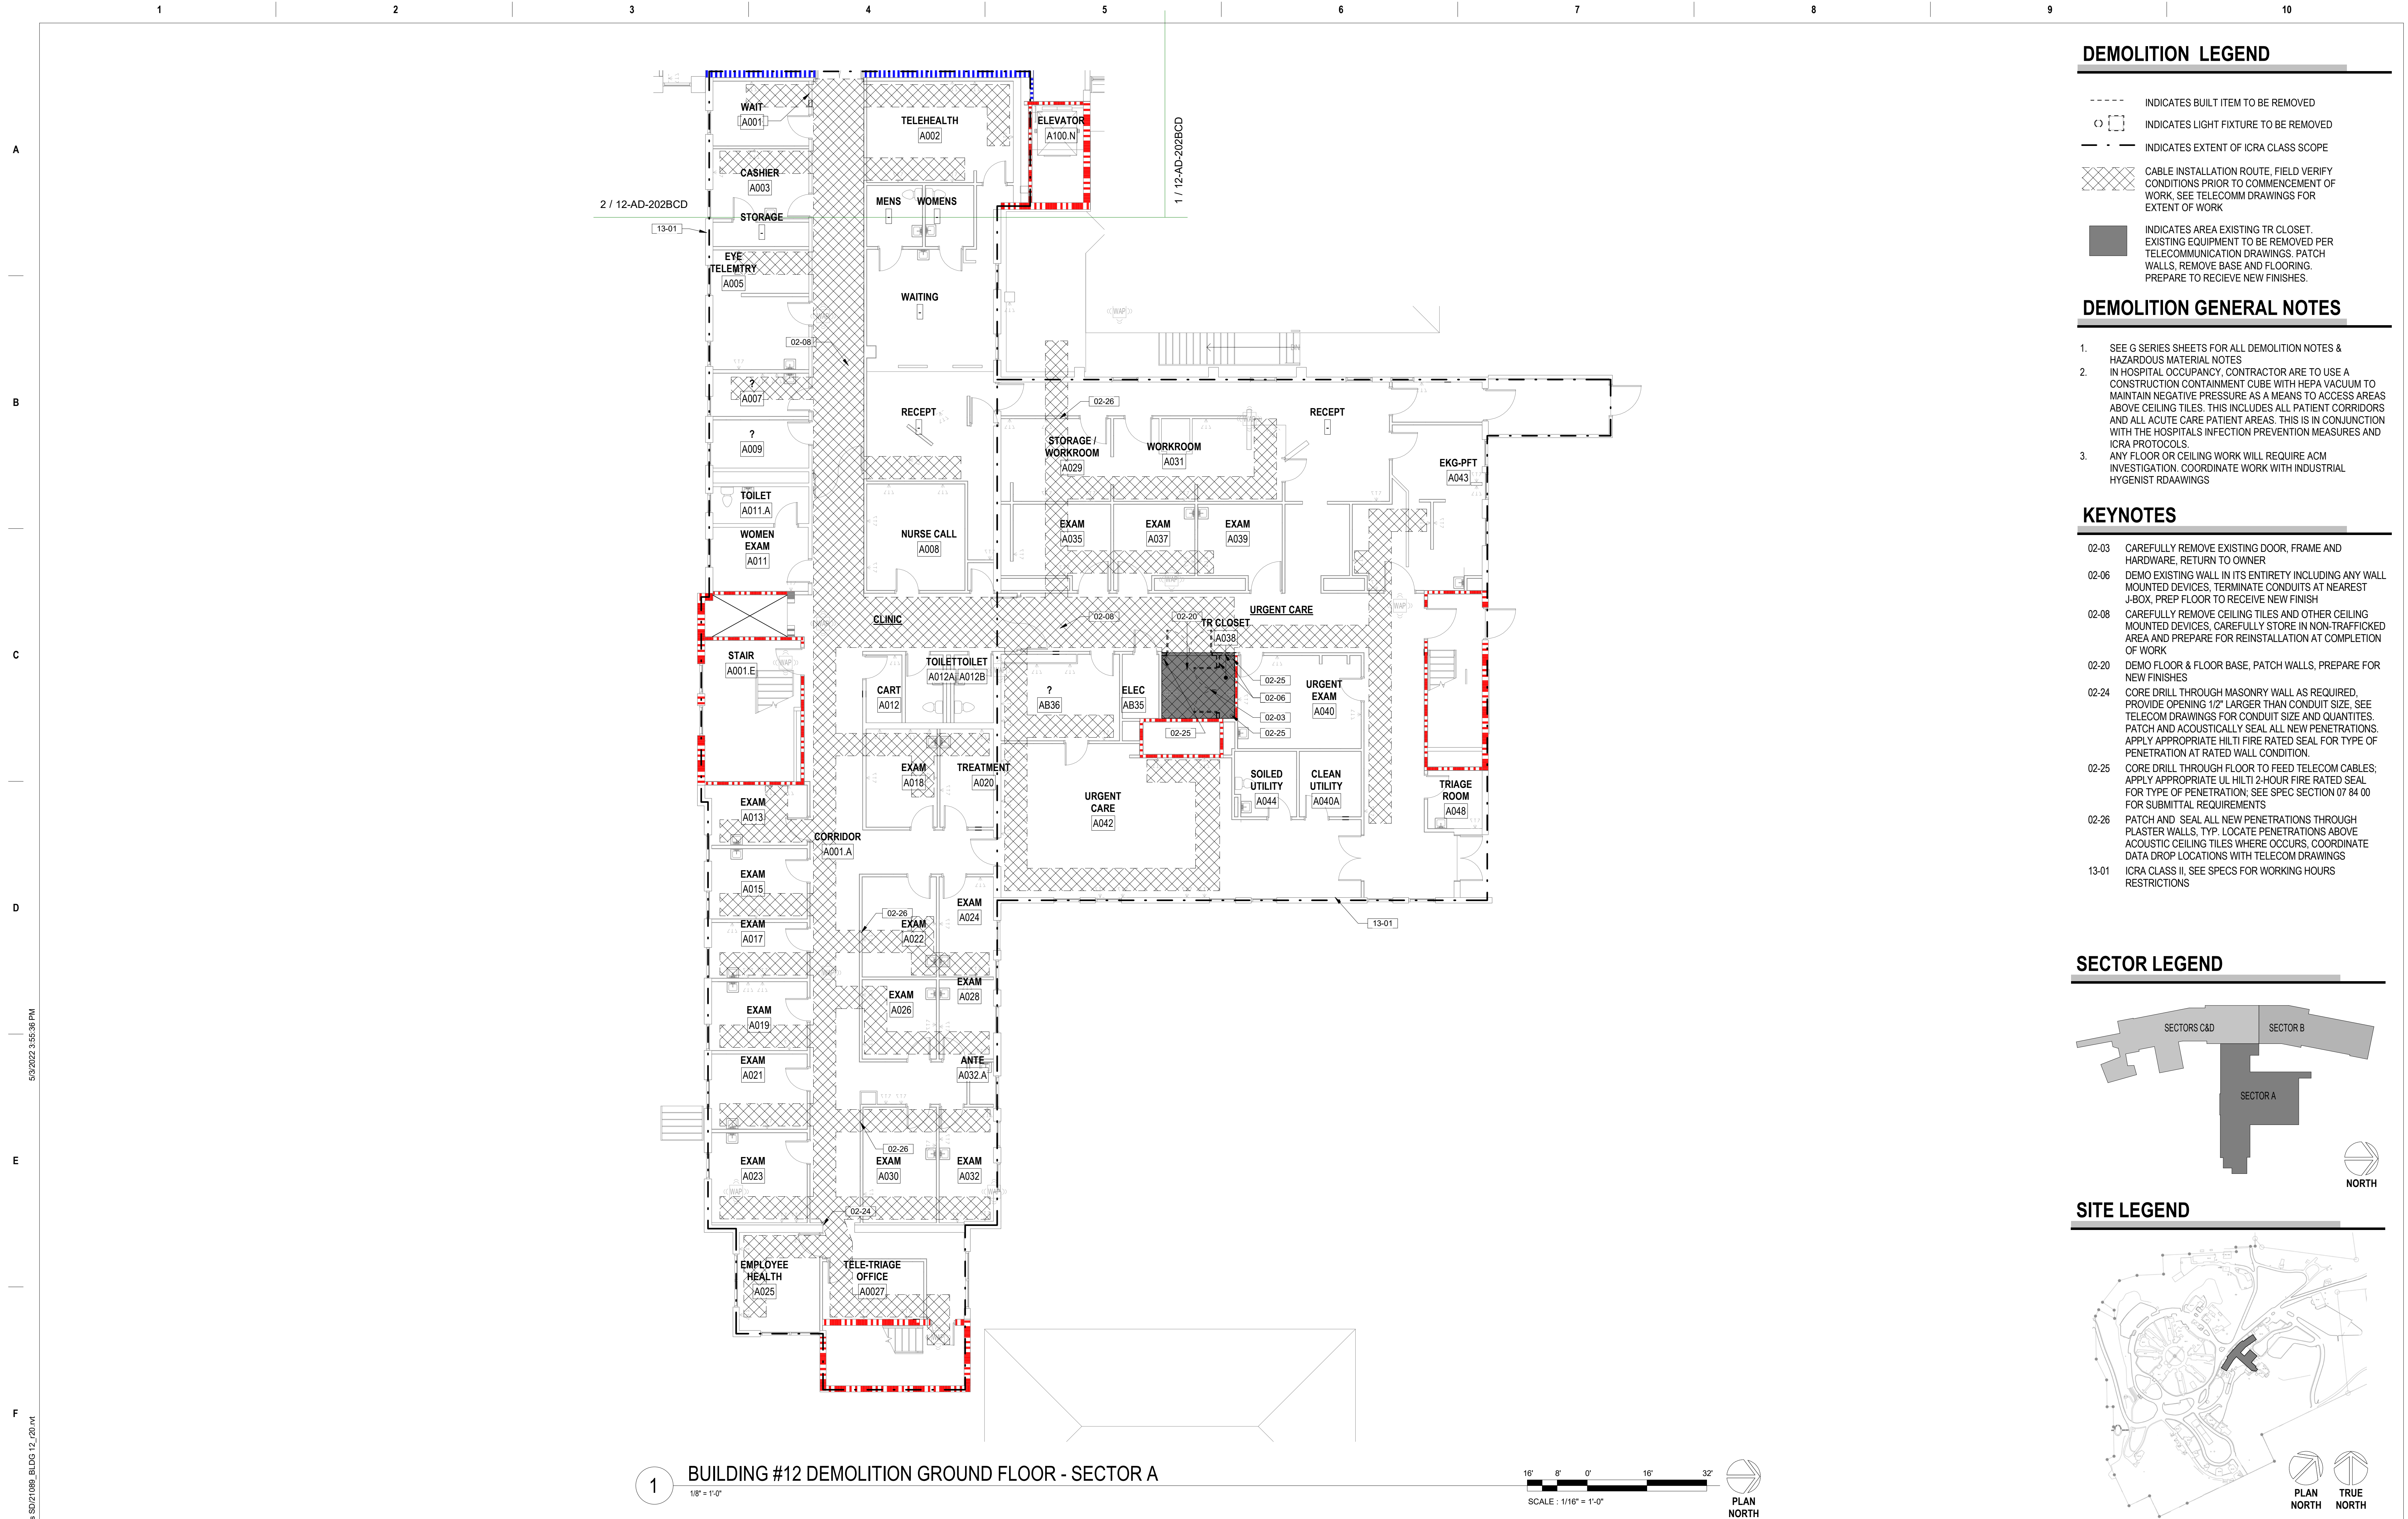 1 2 3 4 5 6 7 8 9 10
A
B
C
D
E
F
5/3/2022 3:55:36 PM
s SD/21089_BLDG 12_r20.rvt
2 / 12-AD-202BCD
1 / 12-AD-202BCD
13-01
WAIT
A001
TELEHEALTH
A002
ELEVATOR
A100.N
CASHIER
A003
MENS
-
WOMENS
-
STORAGE
-
EYE
TELEMTRY
A005
WAITING
-
WAP
DN
02-08
?
A007
RECEPT
-
02-26
RECEPT
-
?
A009
STORAGE /
WORKROOM
A029
WORKROOM
A031
EKG-PFT
A043
TOILET
A011.A
WOMEN
EXAM
A011
NURSE CALL
A008
EXAM
A035
EXAM
A037
EXAM
A039
WAP
WAP
CLINIC
02-08
02-20
URGENT CARE
TR CLOSET
A038
STAIR
A001.E
WAP
TOILET
A012A
TOILET
A012B
CART
A012
?
AB36
ELEC
AB35
02-25
02-06
02-03
02-25
02-25
URGENT
EXAM
A040
EXAM
A018
TREATMENT
A020
SOILED
UTILITY
A044
CLEAN
UTILITY
A040A
TRIAGE
ROOM
A048
URGENT
CARE
A042
EXAM
A013
CORRIDOR
A001.A
EXAM
A015
EXAM
A024
02-26
EXAM
A022
13-01
EXAM
A017
EXAM
A028
EXAM
A026
EXAM
A019
EXAM
A021
ANTE
A032.A
02-26
EXAM
A023
EXAM
A030
EXAM
A032
WAP
WAP
02-24
EMPLOYEE
HEALTH
A025
TELE-TRIAGE
OFFICE
A0027
1
BUILDING #12 DEMOLITION GROUND FLOOR - SECTOR A
1/8" = 1'-0"
16' 8' 0' 16' 32'
SCALE : 1/16" = 1'-0"
PLAN
NORTH
DEMOLITION LEGEND
INDICATES BUILT ITEM TO BE REMOVED
INDICATES LIGHT FIXTURE TO BE REMOVED
INDICATES EXTENT OF ICRA CLASS SCOPE
CABLE INSTALLATION ROUTE, FIELD VERIFY
CONDITIONS PRIOR TO COMMENCEMENT OF
WORK, SEE TELECOMM DRAWINGS FOR
EXTENT OF WORK
INDICATES AREA EXISTING TR CLOSET.
EXISTING EQUIPMENT TO BE REMOVED PER
TELECOMMUNICATION DRAWINGS. PATCH
WALLS, REMOVE BASE AND FLOORING.
PREPARE TO RECIEVE NEW FINISHES.
DEMOLITION GENERAL NOTES
1. SEE G SERIES SHEETS FOR ALL DEMOLITION NOTES &
HAZARDOUS MATERIAL NOTES
2. IN HOSPITAL OCCUPANCY, CONTRACTOR ARE TO USE A
CONSTRUCTION CONTAINMENT CUBE WITH HEPA VACUUM TO
MAINTAIN NEGATIVE PRESSURE AS A MEANS TO ACCESS AREAS
ABOVE CEILING TILES. THIS INCLUDES ALL PATIENT CORRIDORS
AND ALL ACUTE CARE PATIENT AREAS. THIS IS IN CONJUNCTION
WITH THE HOSPITALS INFECTION PREVENTION MEASURES AND
ICRA PROTOCOLS.
3. ANY FLOOR OR CEILING WORK WILL REQUIRE ACM
INVESTIGATION. COORDINATE WORK WITH INDUSTRIAL
HYGENIST RDAAWINGS
KEYNOTES
02-03 CAREFULLY REMOVE EXISTING DOOR, FRAME AND
HARDWARE, RETURN TO OWNER
02-06 DEMO EXISTING WALL IN ITS ENTIRETY INCLUDING ANY WALL
MOUNTED DEVICES, TERMINATE CONDUITS AT NEAREST
J-BOX, PREP FLOOR TO RECEIVE NEW FINISH
02-08 CAREFULLY REMOVE CEILING TILES AND OTHER CEILING
MOUNTED DEVICES, CAREFULLY STORE IN NON-TRAFFICKED
AREA AND PREPARE FOR REINSTALLATION AT COMPLETION
OF WORK
02-20 DEMO FLOOR & FLOOR BASE, PATCH WALLS, PREPARE FOR
NEW FINISHES
02-24 CORE DRILL THROUGH MASONRY WALL AS REQUIRED,
PROVIDE OPENING 1/2" LARGER THAN CONDUIT SIZE, SEE
TELECOM DRAWINGS FOR CONDUIT SIZE AND QUANTITES.
PATCH AND ACOUSTICALLY SEAL ALL NEW PENETRATIONS.
APPLY APPROPRIATE HILTI FIRE RATED SEAL FOR TYPE OF
PENETRATION AT RATED WALL CONDITION.
02-25 CORE DRILL THROUGH FLOOR TO FEED TELECOM CABLES;
APPLY APPROPRIATE UL HILTI 2-HOUR FIRE RATED SEAL
FOR TYPE OF PENETRATION; SEE SPEC SECTION 07 84 00
FOR SUBMITTAL REQUIREMENTS
02-26 PATCH AND SEAL ALL NEW PENETRATIONS THROUGH
PLASTER WALLS, TYP. LOCATE PENETRATIONS ABOVE
ACOUSTIC CEILING TILES WHERE OCCURS, COORDINATE
DATA DROP LOCATIONS WITH TELECOM DRAWINGS
13-01 ICRA CLASS II, SEE SPECS FOR WORKING HOURS
RESTRICTIONS
SECTOR LEGEND
SECTORS C&D
SECTOR B
SECTOR A
NORTH
SITE LEGEND
PLAN
NORTH
TRUE
NORTH